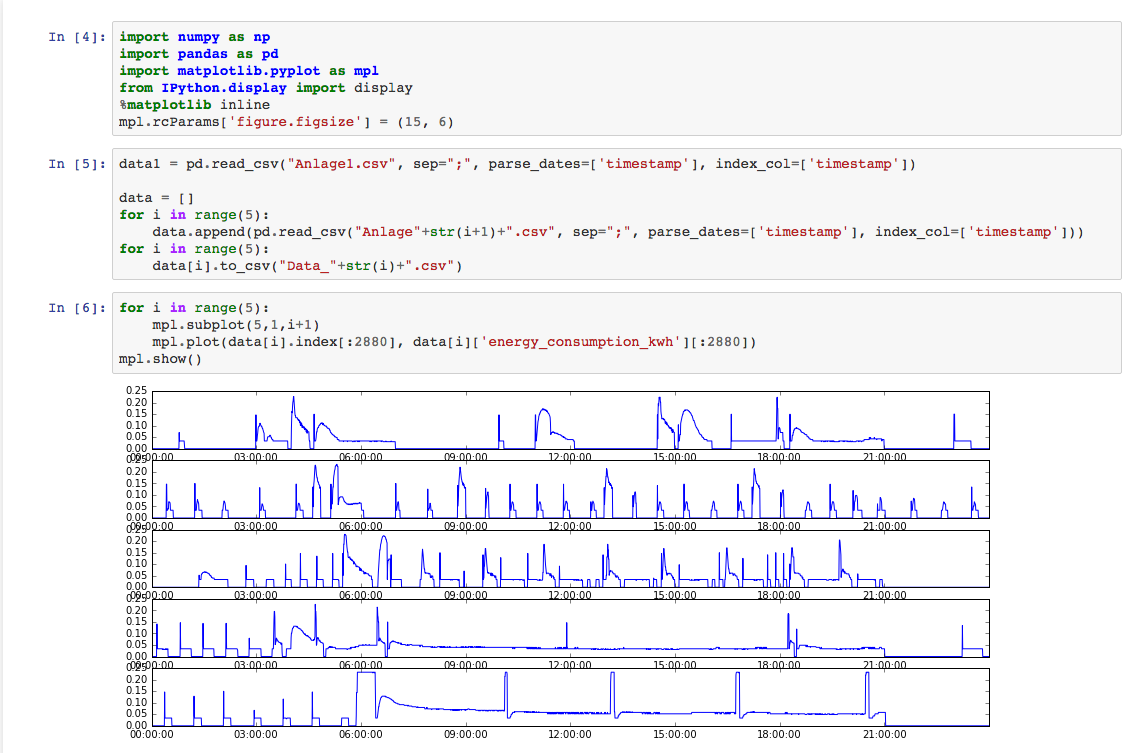 In [4]: import numpy as np
import pandas as pd
import matplotlib.pyplot as mpl
from IPython.display import display
%matplotlib inline
mpl.rcParams['figure.figsize'] = (15, 6)
In [5]: data1 = pd.read_csv("Anlage1.csv", sep=";", parse_dates=['timestamp'], index_col=['timestamp'])
data = []
for i in range(5):
    data.append(pd.read_csv("Anlage"+str(i+1)+".csv", sep=";", parse_dates=['timestamp'], index_col=['timestamp']))
for i in range(5):
    data[i].to_csv("Data_"+str(i)+".csv")
In [6]: for i in range(5):
    mpl.subplot(5,1,i+1)
    mpl.plot(data[i].index[:2880], data[i]['energy_consumption_kwh'][:2880])
mpl.show()
0.25
0.20
0.15
0.10
0.05
0.00
00:00:00 03:00:00 06:00:00 09:00:00 12:00:00 15:00:00 18:00:00 21:00:00
0.25
0.20
0.15
0.10
0.05
0.00
00:00:00 03:00:00 06:00:00 09:00:00 12:00:00 15:00:00 18:00:00 21:00:00
0.25
0.20
0.15
0.10
0.05
0.00
00:00:00 03:00:00 06:00:00 09:00:00 12:00:00 15:00:00 18:00:00 21:00:00
0.25
0.20
0.15
0.10
0.05
0.00
00:00:00 03:00:00 06:00:00 09:00:00 12:00:00 15:00:00 18:00:00 21:00:00
0.25
0.20
0.15
0.10
0.05
0.00
00:00:00 03:00:00 06:00:00 09:00:00 12:00:00 15:00:00 18:00:00 21:00:00